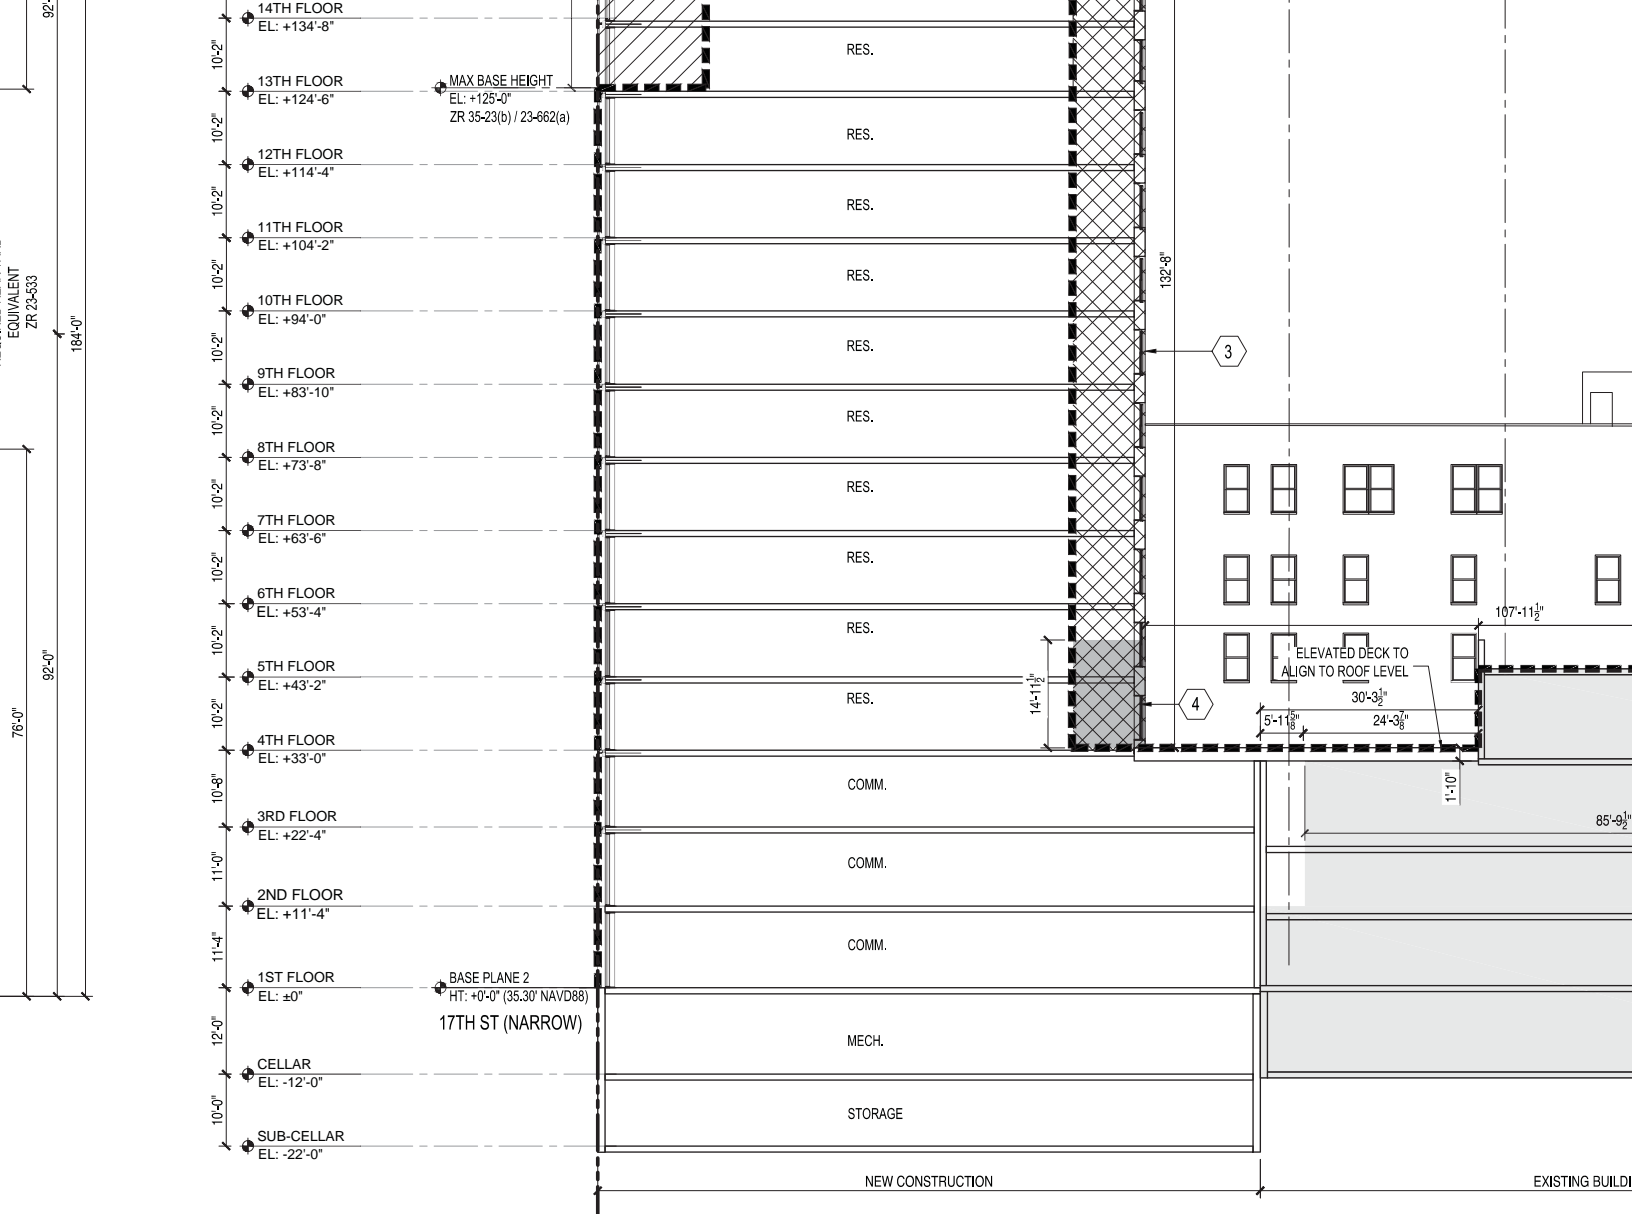 14TH FLOOR
EL: +134'-8"
92'-
10'-2"
RES.
13TH FLOOR
EL: +124'-6"
MAX BASE HEIGHT
EL: +125'-0"
ZR 35-23(b) / 23-662(a)
10'-2"
RES.
12TH FLOOR
EL: +114'-4"
10'-2"
RES.
11TH FLOOR
EL: +104'-2"
10'-2"
RES.
132'-8"
EQUIVALENT
ZR 23-533
184'-0"
10TH FLOOR
EL: +94'-0"
10'-2"
RES.
3
9TH FLOOR
EL: +83'-10"
10'-2"
RES.
8TH FLOOR
EL: +73'-8"
10'-2"
RES.
7TH FLOOR
EL: +63'-6"
10'-2"
RES.
6TH FLOOR
EL: +53'-4"
10'-2"
RES.
107'-11½"
92'-0"
ELEVATED DECK TO
ALIGN TO ROOF LEVEL
5TH FLOOR
EL: +43'-2"
76'-0"
10'-2"
RES.
14'-11½"
4
30'-3½"
5'-11⅝"
24'-3⅞"
4TH FLOOR
EL: +33'-0"
10'-8"
COMM.
1'-10"
3RD FLOOR
EL: +22'-4"
85'-9½"
11'-0"
COMM.
2ND FLOOR
EL: +11'-4"
11'-4"
COMM.
1ST FLOOR
EL: ±0"
BASE PLANE 2
HT: +0'-0" (35.30' NAVD88)
17TH ST (NARROW)
12'-0"
MECH.
CELLAR
EL: -12'-0"
10'-0"
STORAGE
SUB-CELLAR
EL: -22'-0"
NEW CONSTRUCTION
EXISTING BUILDI